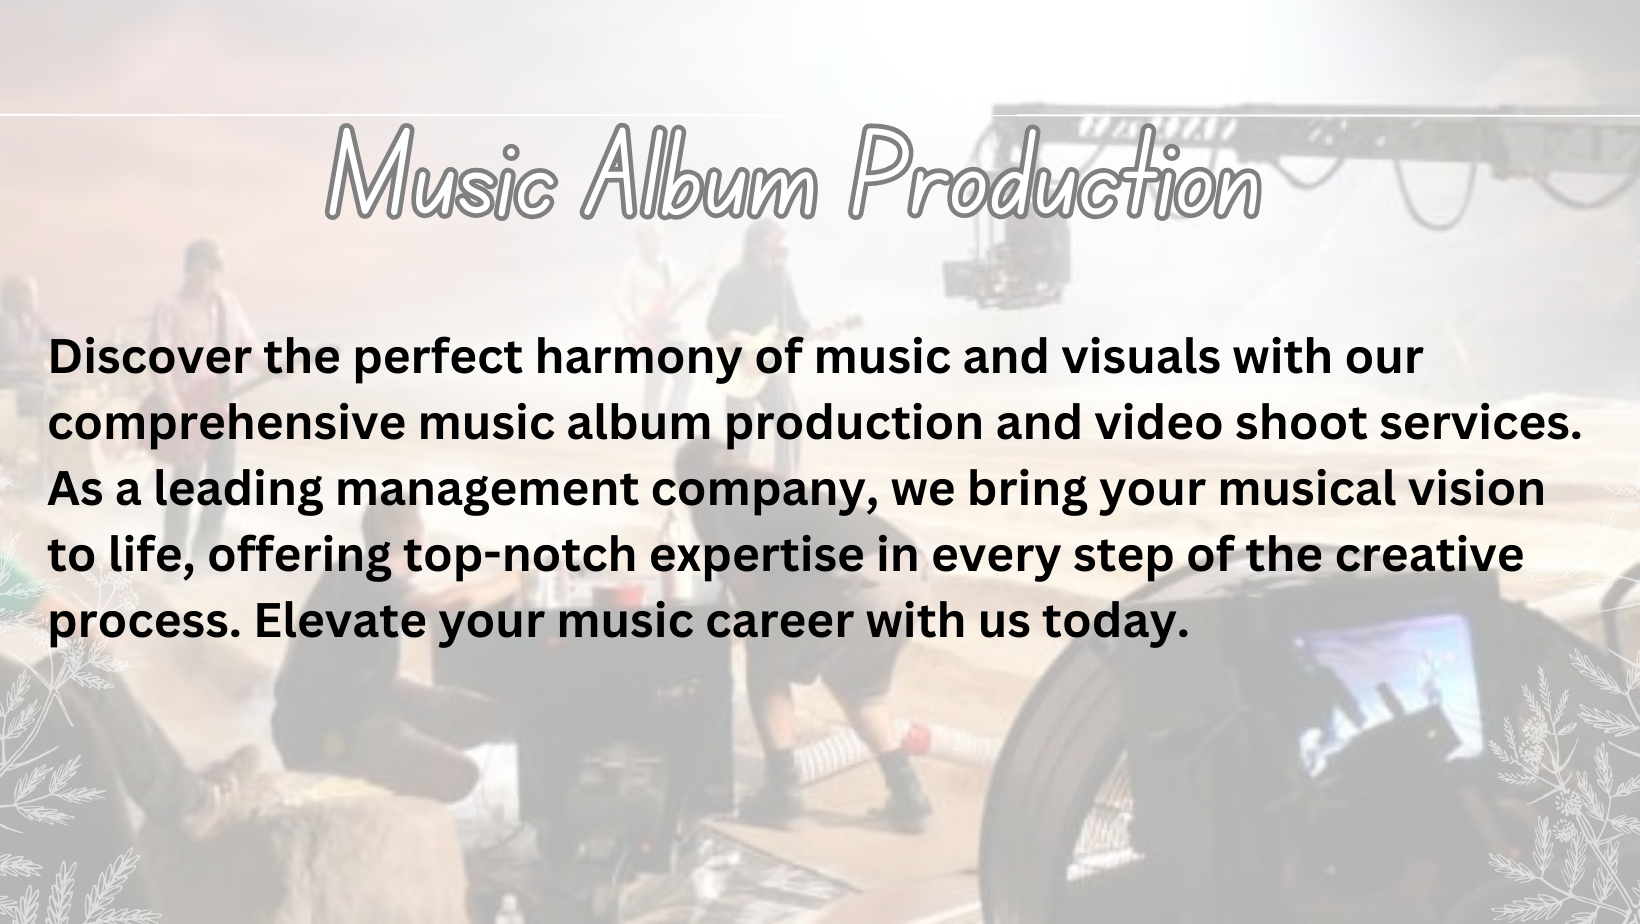 Music Album Production
Discover the perfect harmony of music and visuals with our
comprehensive music album production and video shoot services.
As a leading management company, we bring your musical vision
to life, offering top-notch expertise in every step of the creative
process. Elevate your music career with us today.